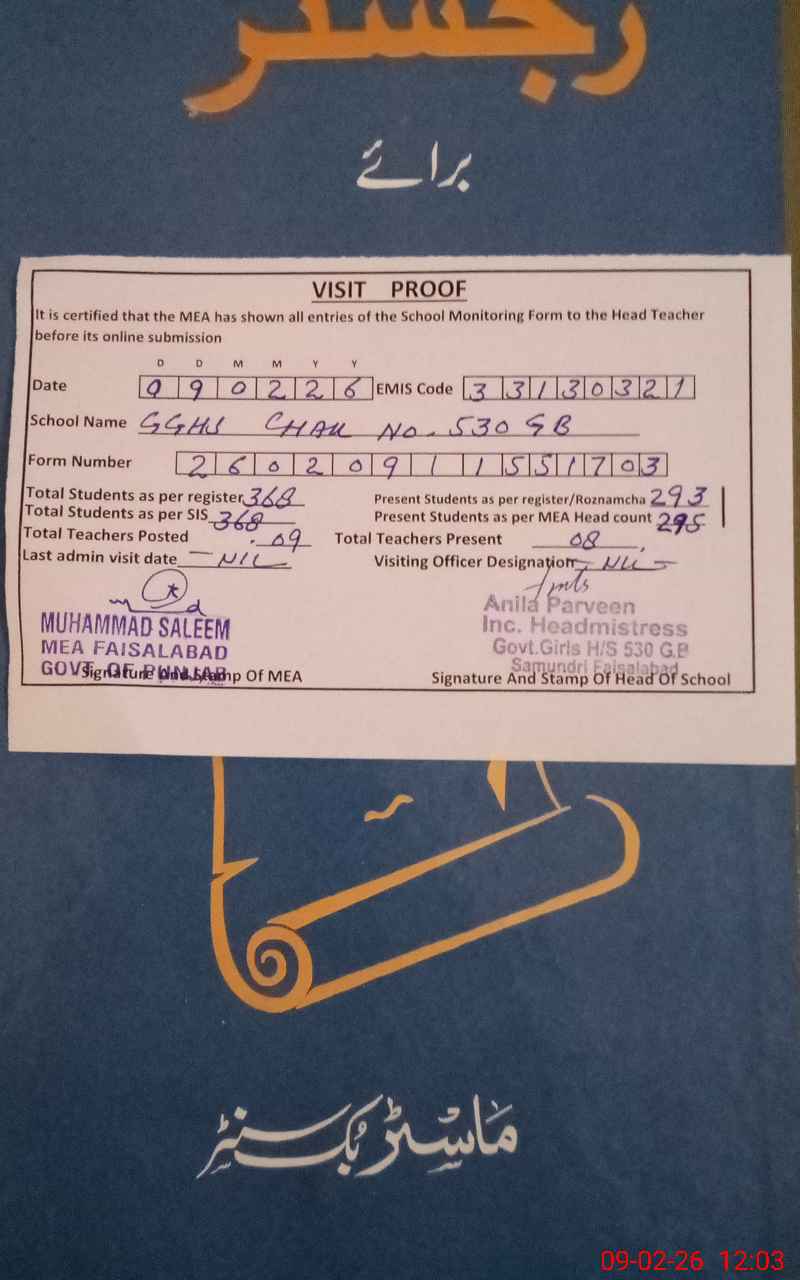 رجسٹر
برائے
VISIT PROOF
It is certified that the MEA has shown all entries of the School Monitoring Form to the Head Teacher
before its online submission
D D M M Y Y
Date 0 9 0 2 2 6 EMIS Code 3 3 1 3 0 3 2 1
School Name GGHS CHAK No. 530 GB
Form Number 2 6 0 2 0 9 1 1 5 5 1 7 0 3
Total Students as per register 368 Present Students as per register/Roznamcha 293
Total Students as per SIS 368 Present Students as per MEA Head count 295
Total Teachers Posted 09 Total Teachers Present 08
Last admin visit date NIL Visiting Officer Designation NIL
MUHAMMAD SALEEM
MEA FAISALABAD
GOVT. OF PUNJAB
Signature And Stamp Of MEA
Anila Parveen
Inc. Headmistress
Govt.Girls H/S 530 G.B
Samundri Faisalabad
Signature And Stamp Of Head Of School
ماسٹر بک سنٹر
09-02-26 12:03